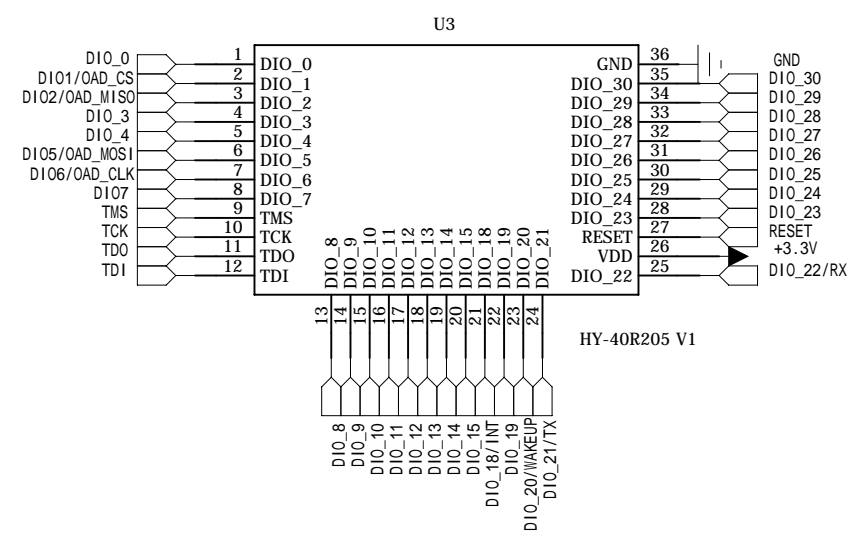 U3
DIO_0 1 DIO_0 GND 36 GND
DIO1/OAD_CS 2 DIO_1 DIO_30 35 DIO_30
DIO2/OAD_MISO 3 DIO_2 DIO_29 34 DIO_29
DIO_3 4 DIO_3 DIO_28 33 DIO_28
DIO_4 5 DIO_4 DIO_27 32 DIO_27
DIO5/OAD_MOSI 6 DIO_5 DIO_26 31 DIO_26
DIO6/OAD_CLK 7 DIO_6 DIO_25 30 DIO_25
DIO7 8 DIO_7 DIO_24 29 DIO_24
TMS 9 TMS DIO_23 28 DIO_23
TCK 10 TCK RESET 27 RESET
TDO 11 TDO VDD 26 +3.3V
TDI 12 TDI DIO_22 25 DIO_22/RX
DIO_8 DIO_9 DIO_10 DIO_11 DIO_12 DIO_13 DIO_14 DIO_15 DIO_18 DIO_19 DIO_20 DIO_21
13 14 15 16 17 18 19 20 21 22 23 24
HY-40R205 V1
DIO_8 DIO_9 DIO_10 DIO_11 DIO_12 DIO_13 DIO_14 DIO_15 DIO_18/INT DIO_19 DIO_20/WAKEUP DIO_21/TX